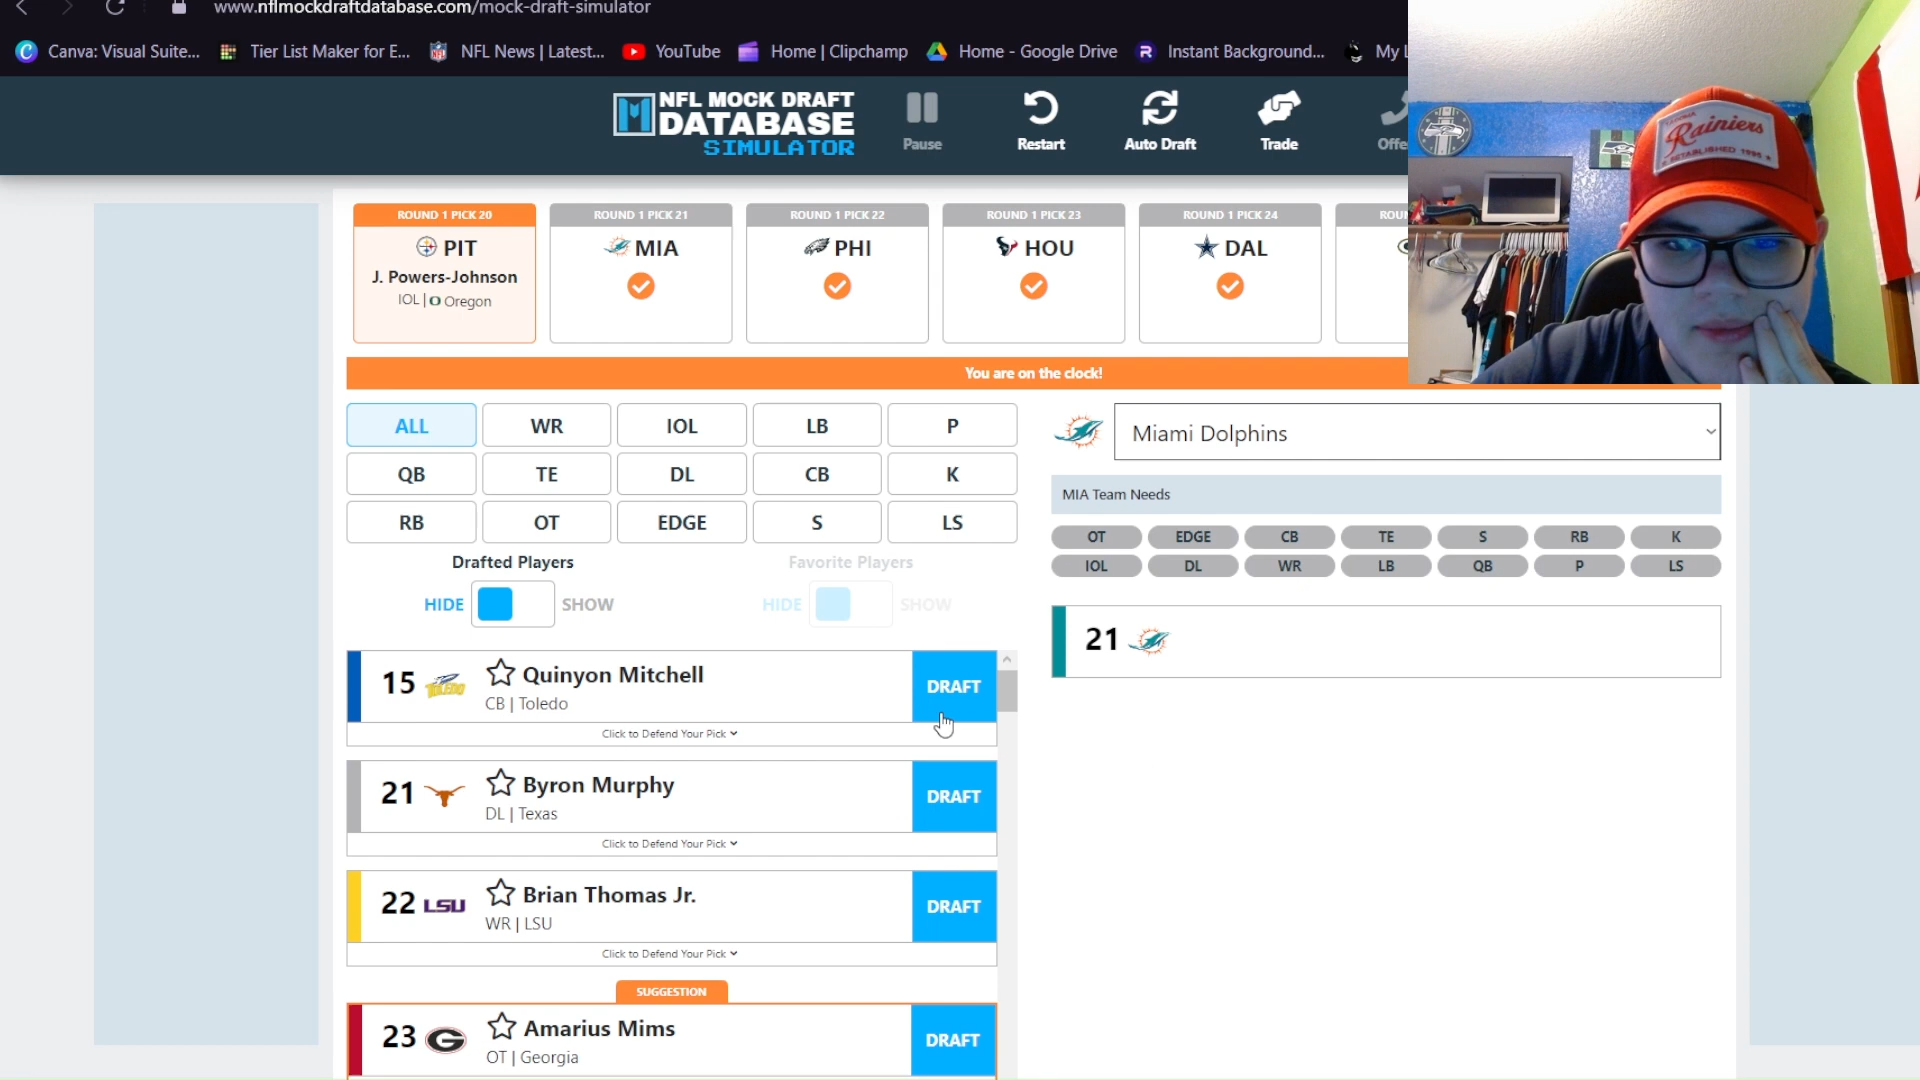 www.nflmockdraftdatabase.com/mock-draft-simulator
Canva: Visual Suite... Tier List Maker for E... NFL News | Latest... YouTube Home | Clipchamp Home - Google Drive Instant Background... My L
NFL MOCK DRAFT
DATABASE
SIMULATOR
Pause Restart Auto Draft Trade Offe
Rainiers
ESTABLISHED 1995
ROUND 1 PICK 20 ROUND 1 PICK 21 ROUND 1 PICK 22 ROUND 1 PICK 23 ROUND 1 PICK 24 ROU
PIT MIA PHI HOU DAL
J. Powers-Johnson
IOL | O Oregon
You are on the clock!
ALL WR IOL LB P
QB TE DL CB K
RB OT EDGE S LS
Drafted Players Favorite Players
HIDE SHOW HIDE SHOW
Miami Dolphins
MIA Team Needs
OT EDGE CB TE S RB K
IOL DL WR LB QB P LS
21
15 TOLEDO Quinyon Mitchell
CB | Toledo
DRAFT
Click to Defend Your Pick
21 Byron Murphy
DL | Texas
DRAFT
Click to Defend Your Pick
22 LSU Brian Thomas Jr.
WR | LSU
DRAFT
Click to Defend Your Pick
SUGGESTION
23 G Amarius Mims
OT | Georgia
DRAFT